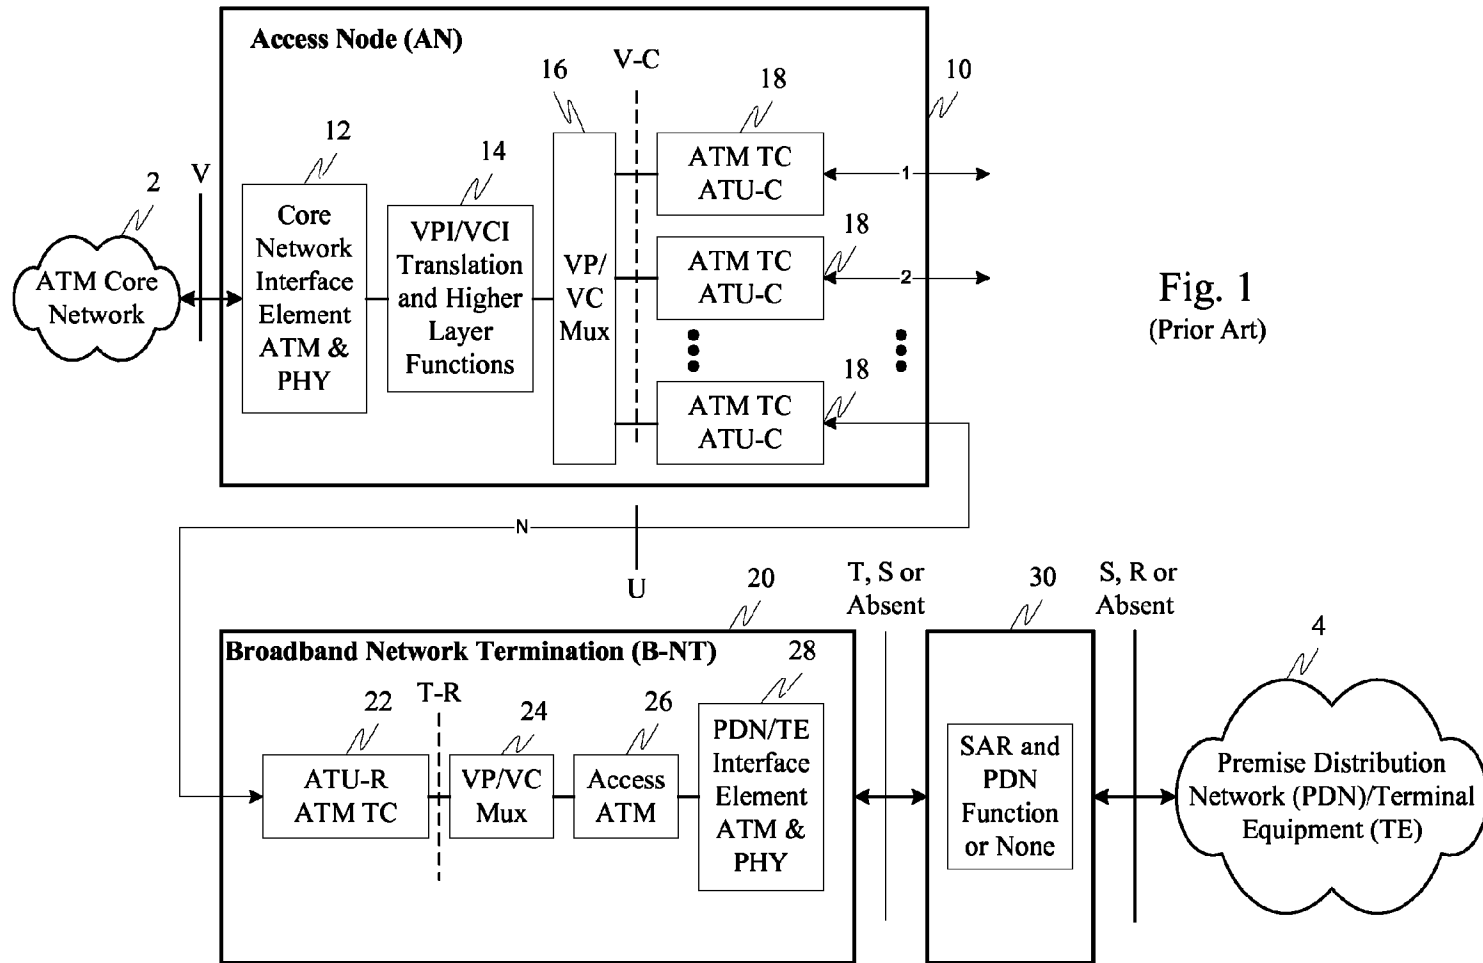 Access Node (AN)
V-C
16
18
10
12
14
V
2
ATM TC
ATU-C
1
Core
Network
Interface
Element
ATM &
PHY
VPI/VCI
Translation
and Higher
Layer
Functions
VP/
VC
Mux
18
ATM TC
ATU-C
2
ATM Core
Network
Fig. 1
(Prior Art)
18
ATM TC
ATU-C
N
U
20
T, S or
Absent
30
S, R or
Absent
4
Broadband Network Termination (B-NT)
28
T-R
22
24
26
PDN/TE
Interface
Element
ATM &
PHY
ATU-R
ATM TC
VP/VC
Mux
Access
ATM
SAR and
PDN
Function
or None
Premise Distribution
Network (PDN)/Terminal
Equipment (TE)